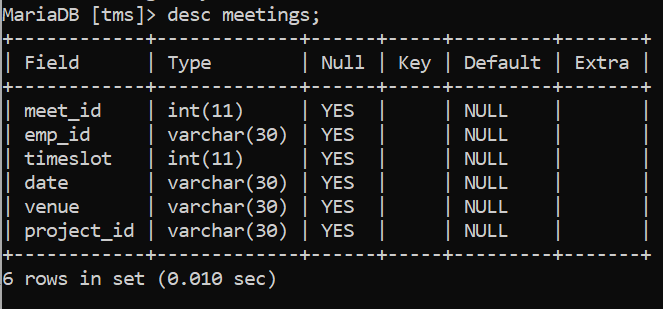 MariaDB [tms]> desc meetings;
+------------+-------------+------+-----+---------+-------+
| Field      | Type        | Null | Key | Default | Extra |
+------------+-------------+------+-----+---------+-------+
| meet_id    | int(11)     | YES  |     | NULL    |       |
| emp_id     | varchar(30) | YES  |     | NULL    |       |
| timeslot   | int(11)     | YES  |     | NULL    |       |
| date       | varchar(30) | YES  |     | NULL    |       |
| venue      | varchar(30) | YES  |     | NULL    |       |
| project_id | varchar(30) | YES  |     | NULL    |       |
+------------+-------------+------+-----+---------+-------+
6 rows in set (0.010 sec)